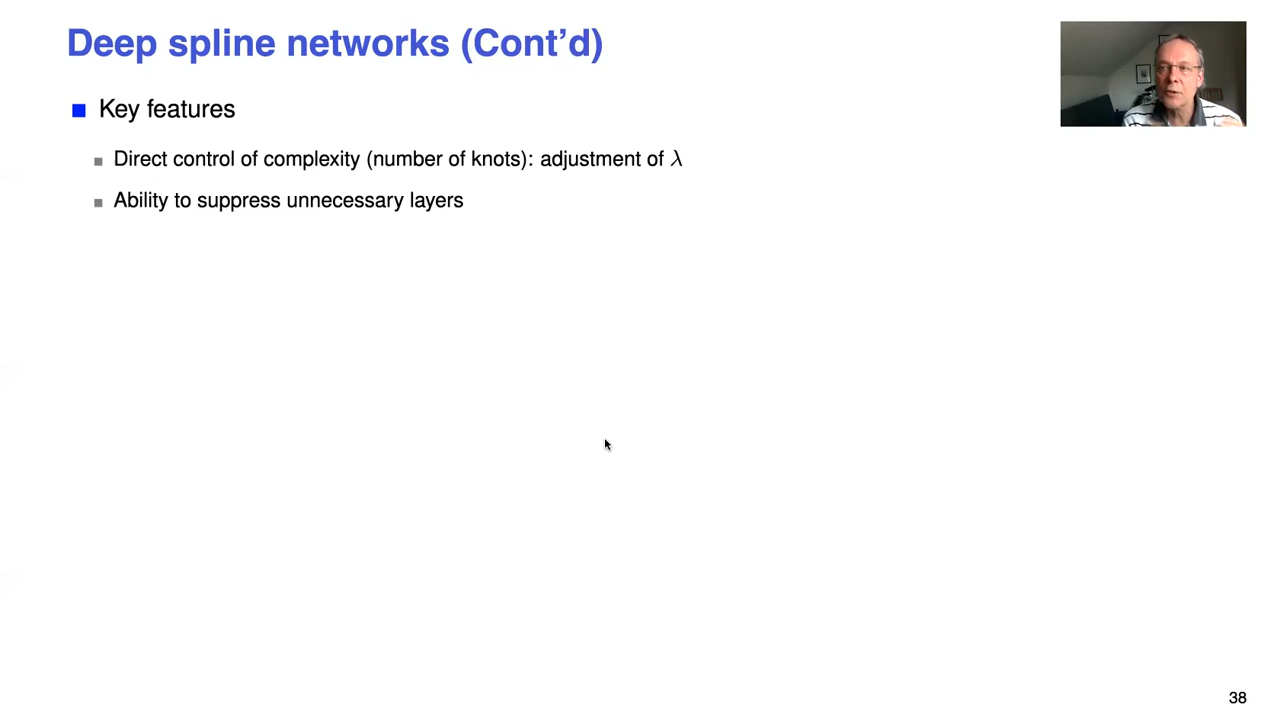 Deep spline networks (Cont'd)
Key features
Direct control of complexity (number of knots): adjustment of λ
Ability to suppress unnecessary layers
38